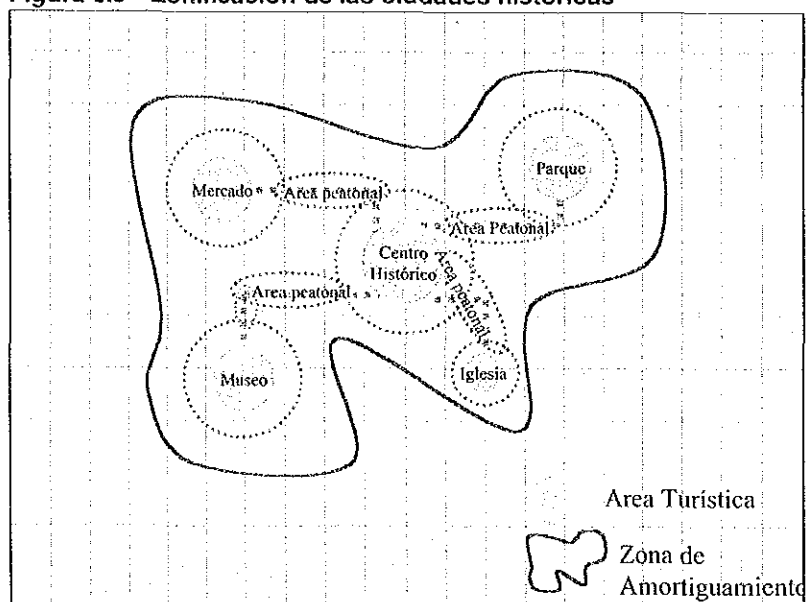 Zonificación de las ciudades históricas
Mercado
Area peatonal
Parque
Area Peatonal
Centro
Histórico
Area peatonal
Area peatonal
Museo
Iglesia
Area Turística
Zona de
Amortiguamiento